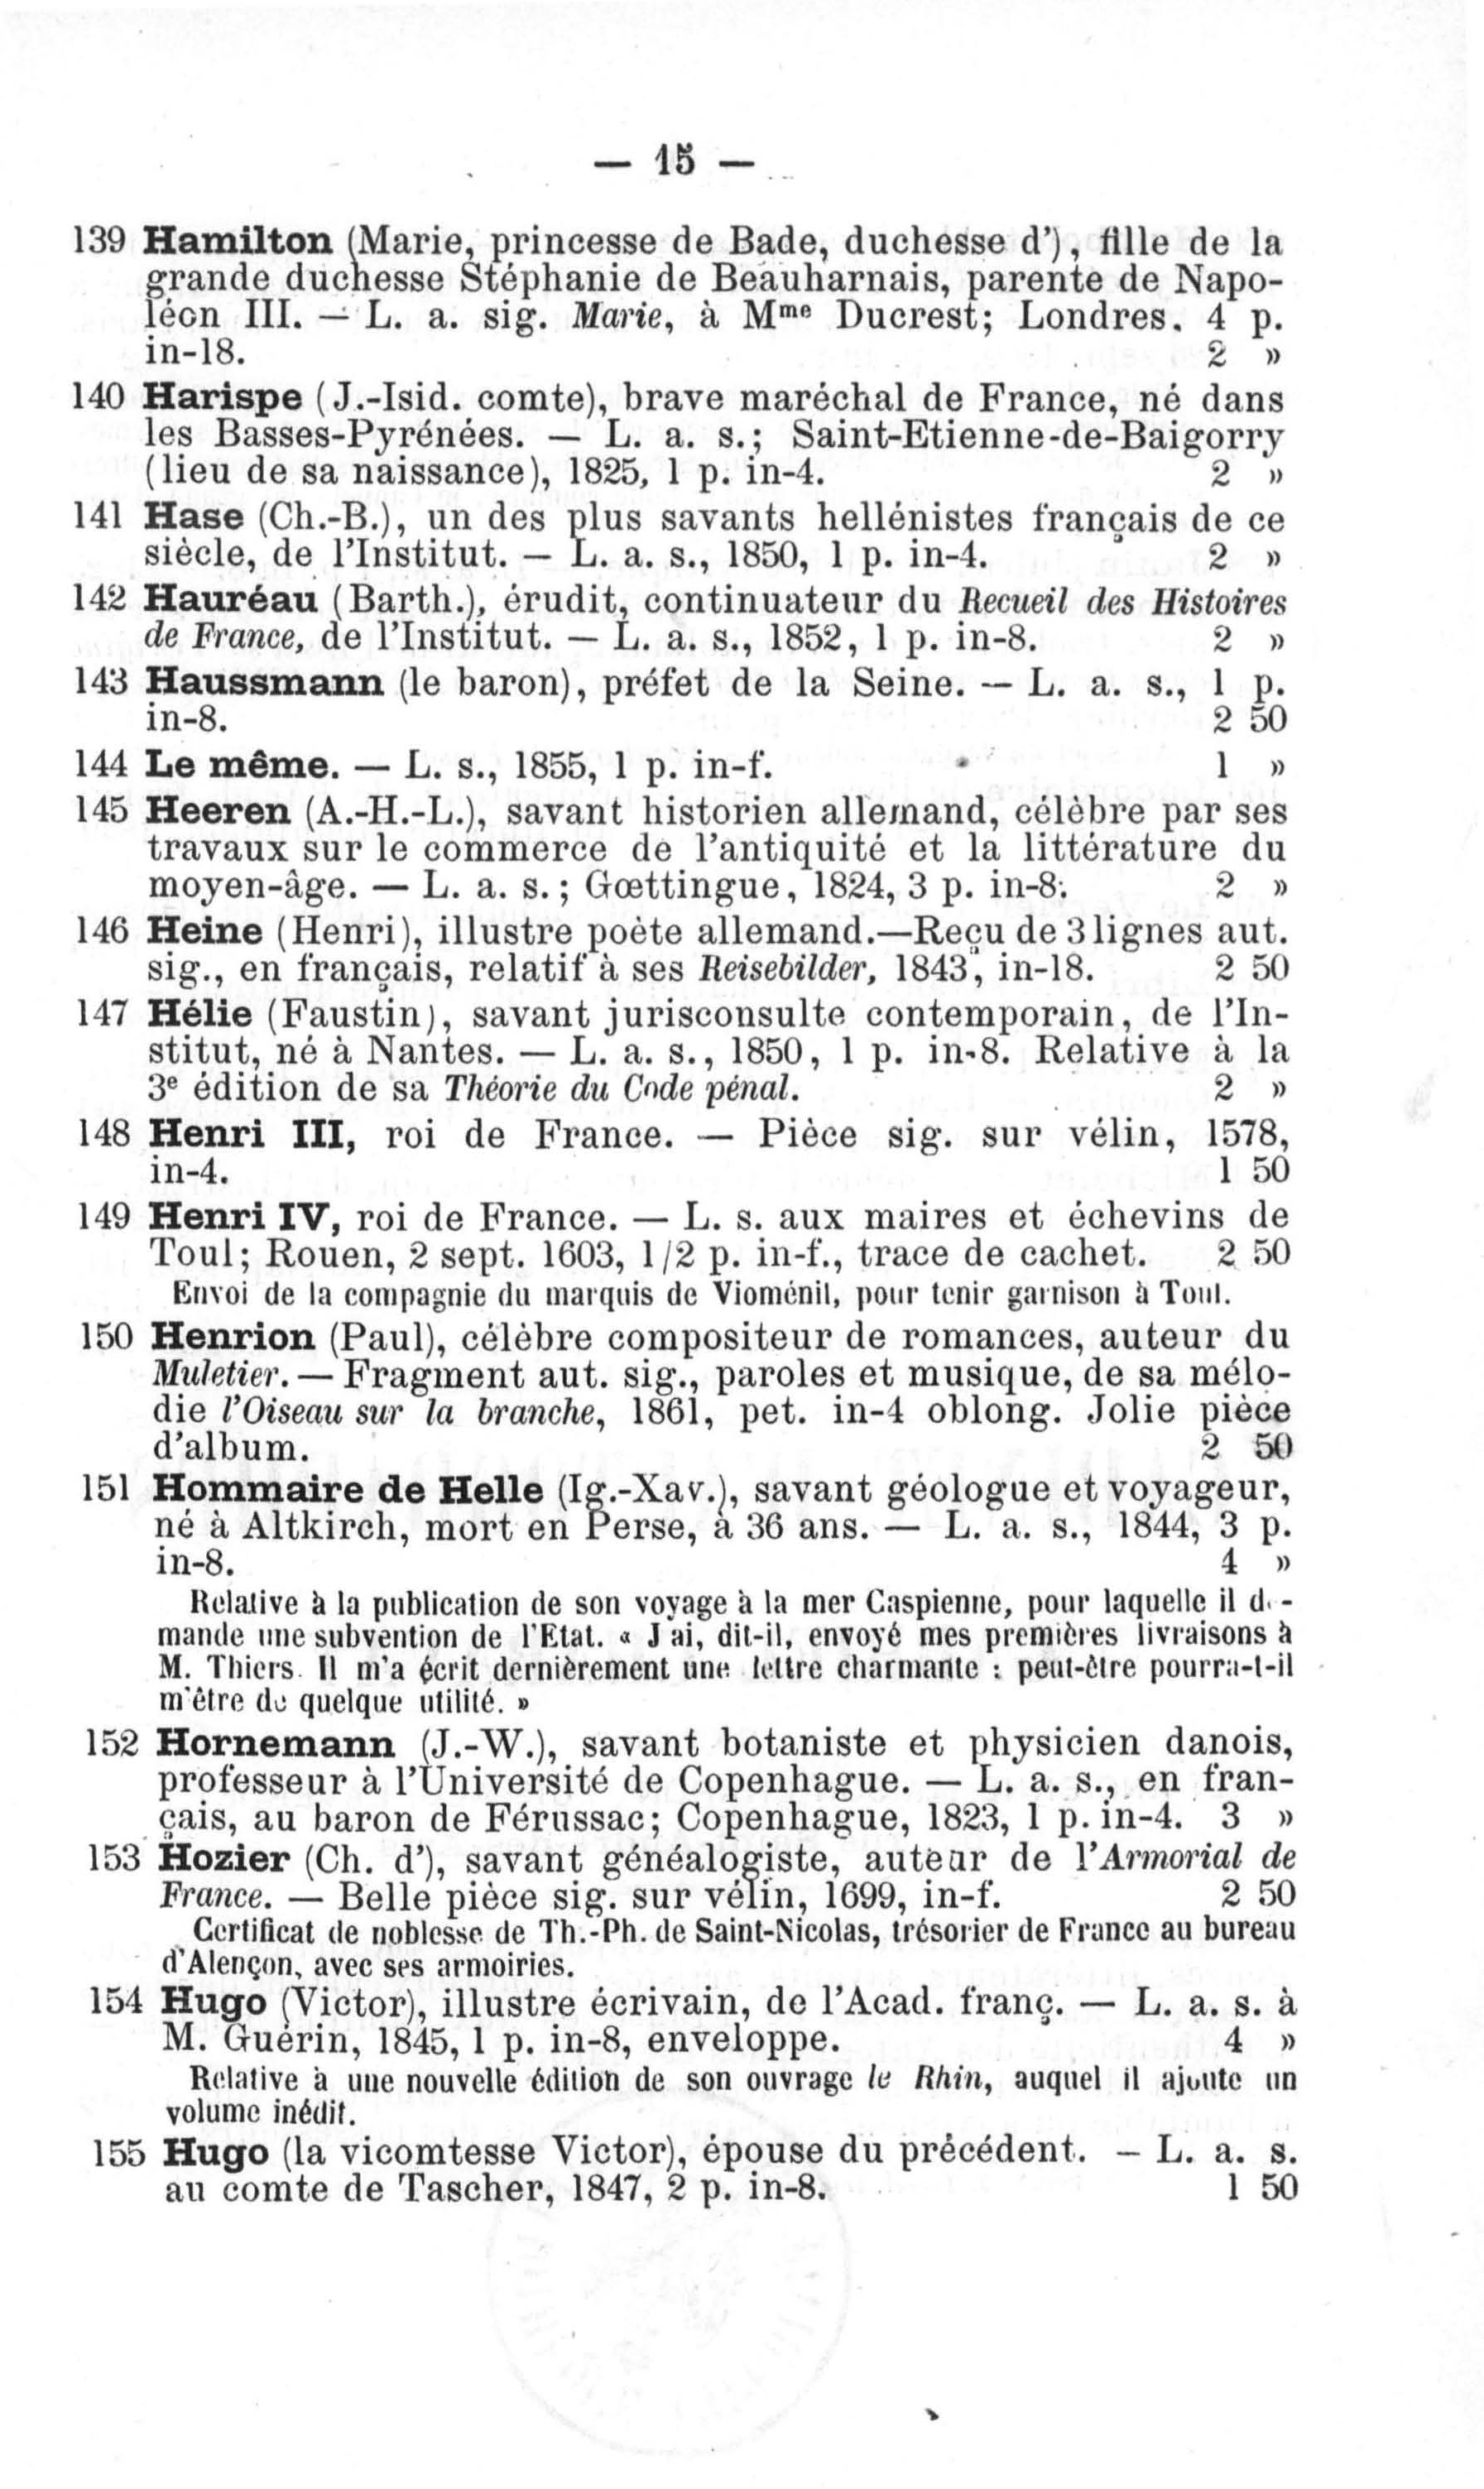 — 15 —
139 Hamilton (Marie, princesse de Bade, duchesse d'), fille de la
grande duchesse Stéphanie de Beauharnais, parente de Napo-
léon III. — L. a. sig. Marie, à Mme Ducrest; Londres. 4 p.
in-18. 2 »
140 Harispe (J.-Isid. comte), brave maréchal de France, né dans
les Basses-Pyrénées. — L. a. s.; Saint-Etienne-de-Baigorry
(lieu de sa naissance), 1825, 1 p. in-4. 2 »
141 Hase (Ch.-B.), un des plus savants hellénistes français de ce
siècle, de l'Institut. — L. a. s., 1850, 1 p. in-4. 2 »
142 Hauréau (Barth.), érudit, continuateur du Recueil des Histoires
de France, de l'Institut. — L. a. s., 1852, 1 p. in-8. 2 »
143 Haussmann (le baron), préfet de la Seine. — L. a. s., 1 p.
in-8. 2 50
144 Le même. — L. s., 1855, 1 p. in-f. 1 »
145 Heeren (A.-H.-L.), savant historien allemand, célèbre par ses
travaux sur le commerce de l'antiquité et la littérature du
moyen-âge. — L. a. s.; Gœttingue, 1824, 3 p. in-8. 2 »
146 Heine (Henri), illustre poète allemand.—Reçu de 3 lignes aut.
sig., en français, relatif à ses Reisebilder, 1843, in-18. 2 50
147 Hélie (Faustin), savant jurisconsulte contemporain, de l'In-
stitut, né à Nantes. — L. a. s., 1850, 1 p. in-8. Relative à la
3e édition de sa Théorie du Code pénal. 2 »
148 Henri III, roi de France. — Pièce sig. sur vélin, 1578,
in-4. 1 50
149 Henri IV, roi de France. — L. s. aux maires et échevins de
Toul; Rouen, 2 sept. 1603, 1/2 p. in-f., trace de cachet. 2 50
Envoi de la compagnie du marquis de Vioménil, pour tenir garnison à Toul.
150 Henrion (Paul), célèbre compositeur de romances, auteur du
Muletier. — Fragment aut. sig., paroles et musique, de sa mélo-
die l'Oiseau sur la branche, 1861, pet. in-4 oblong. Jolie pièce
d'album. 2 50
151 Hommaire de Helle (Ig.-Xav.), savant géologue et voyageur,
né à Altkirch, mort en Perse, à 36 ans. — L. a. s., 1844, 3 p.
in-8. 4 »
Relative à la publication de son voyage à la mer Caspienne, pour laquelle il de-
mande une subvention de l'Etat. « J'ai, dit-il, envoyé mes premières livraisons à
M. Thiers. Il m'a écrit dernièrement une lettre charmante : peut-être pourra-t-il
m'être de quelque utilité. »
152 Hornemann (J.-W.), savant botaniste et physicien danois,
professeur à l'Université de Copenhague. — L. a. s., en fran-
çais, au baron de Férussac; Copenhague, 1823, 1 p. in-4. 3 »
153 Hozier (Ch. d'), savant généalogiste, auteur de l'Armorial de
France. — Belle pièce sig. sur vélin, 1699, in-f. 2 50
Certificat de noblesse de Th.-Ph. de Saint-Nicolas, trésorier de France au bureau
d'Alençon, avec ses armoiries.
154 Hugo (Victor), illustre écrivain, de l'Acad. franç. — L. a. s. à
M. Guérin, 1845, 1 p. in-8, enveloppe. 4 »
Relative à une nouvelle édition de son ouvrage le Rhin, auquel il ajoute un
volume inédit.
155 Hugo (la vicomtesse Victor), épouse du précédent. — L. a. s.
au comte de Tascher, 1847, 2 p. in-8. 1 50